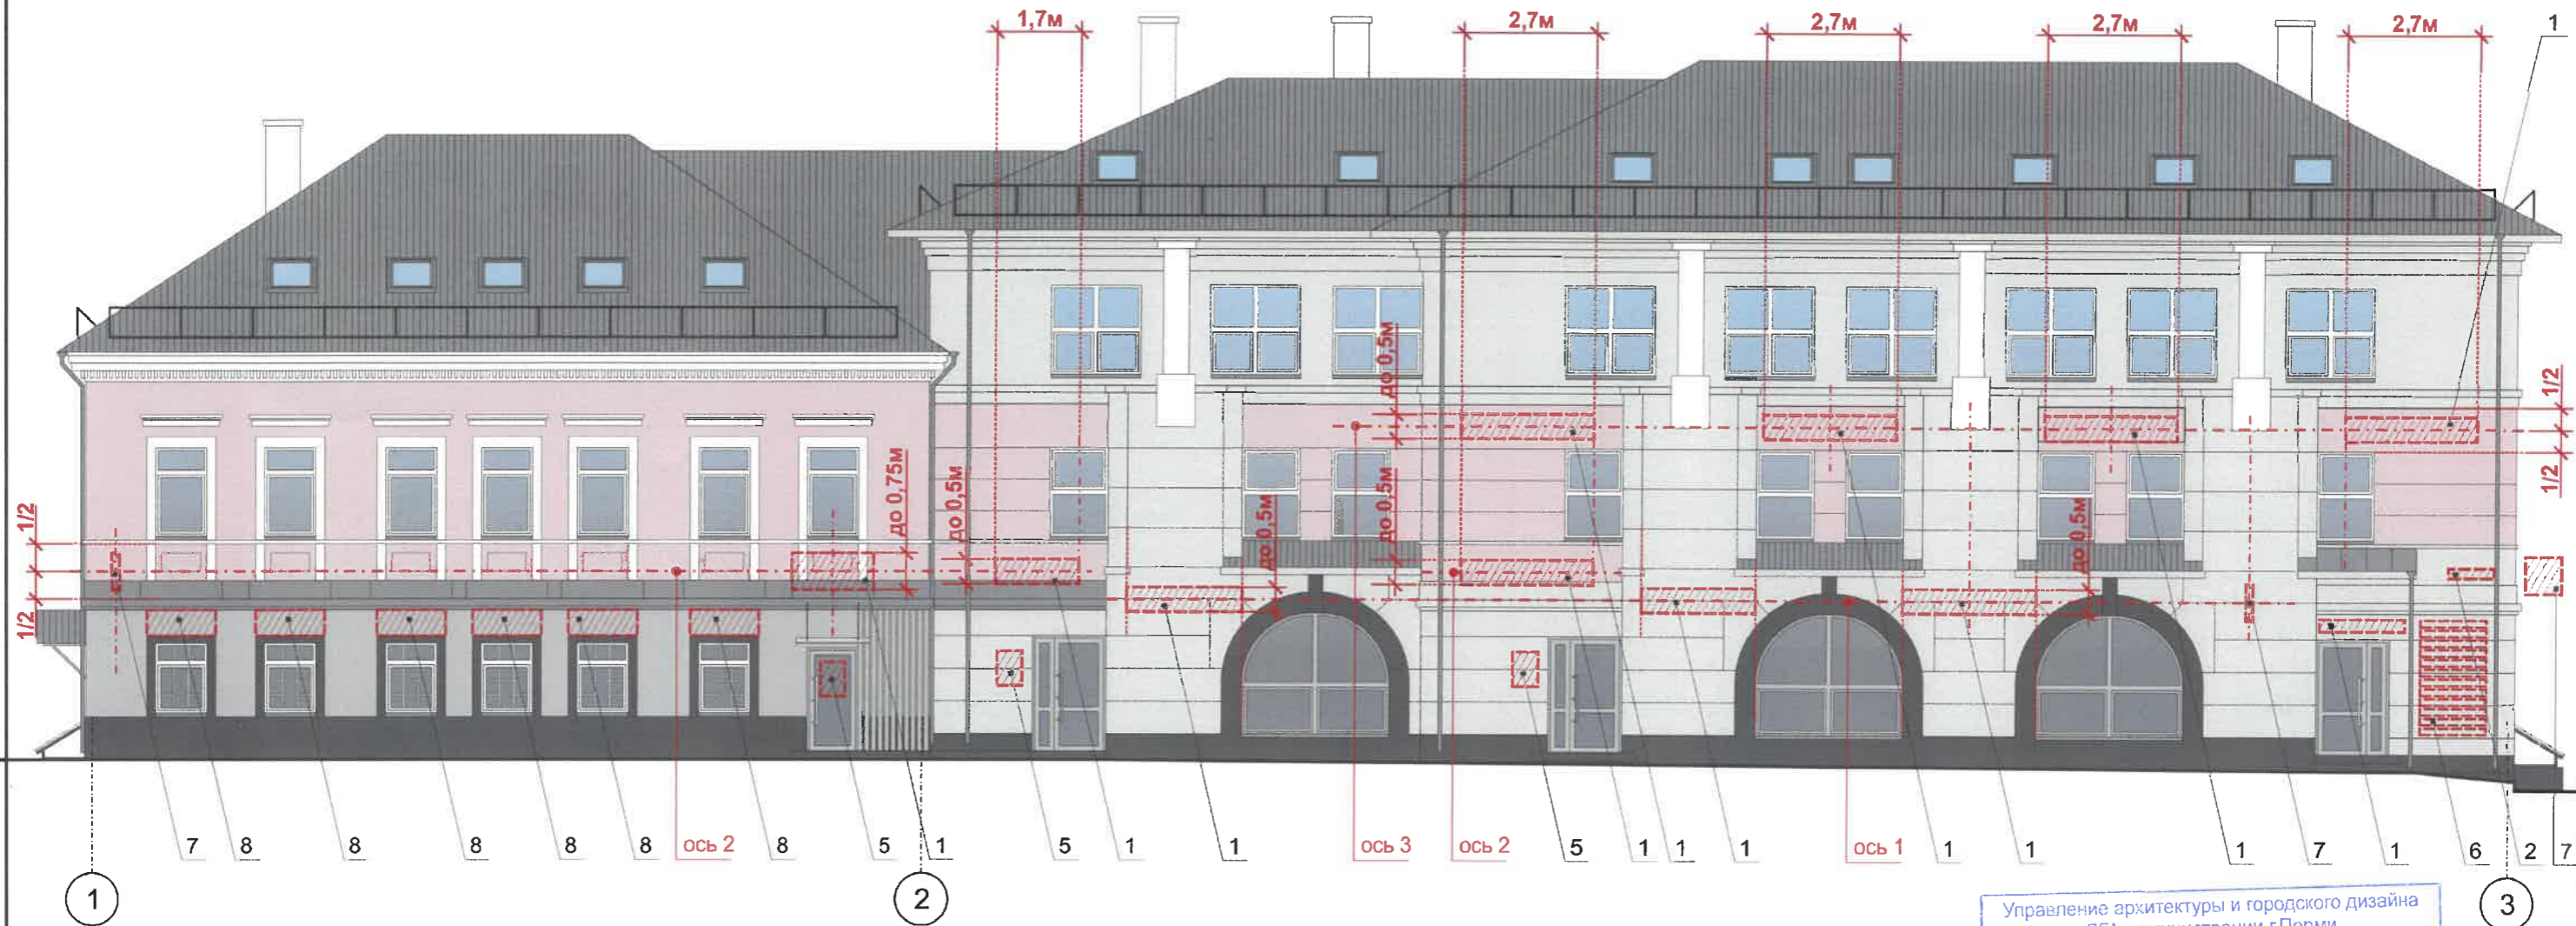 1,7м 2,7м 2,7м 2,7м 2,7м 1
до 0,5м
1/2
до 0,75м до 0,5м до 0,5м до 0,5м до 0,5м
1/2
1/2
1/2
7 8 8 8 8 8 ось 2 8 5 1 5 1 1 ось 3 ось 2 5 1 1 1 ось 1 1 1 1 7 1 6 2 7
1 2 3
Управление архитектуры и городского дизайна
администрации г.Перми